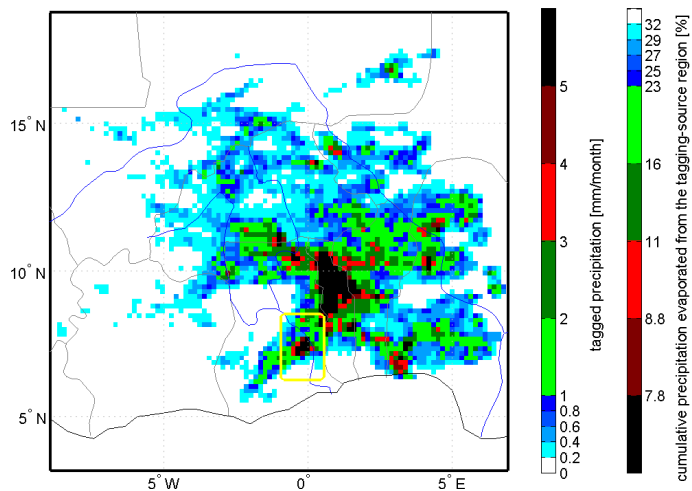 15° N
10° N
5° N
5° W
0°
5° E
5
4
3
2
1
0.8
0.6
0.4
0.2
0
tagged precipitation [mm/month]
32
29
27
25
23
16
11
8.8
7.8
cumulative precipitation evaporated from the tagging-source region [%]